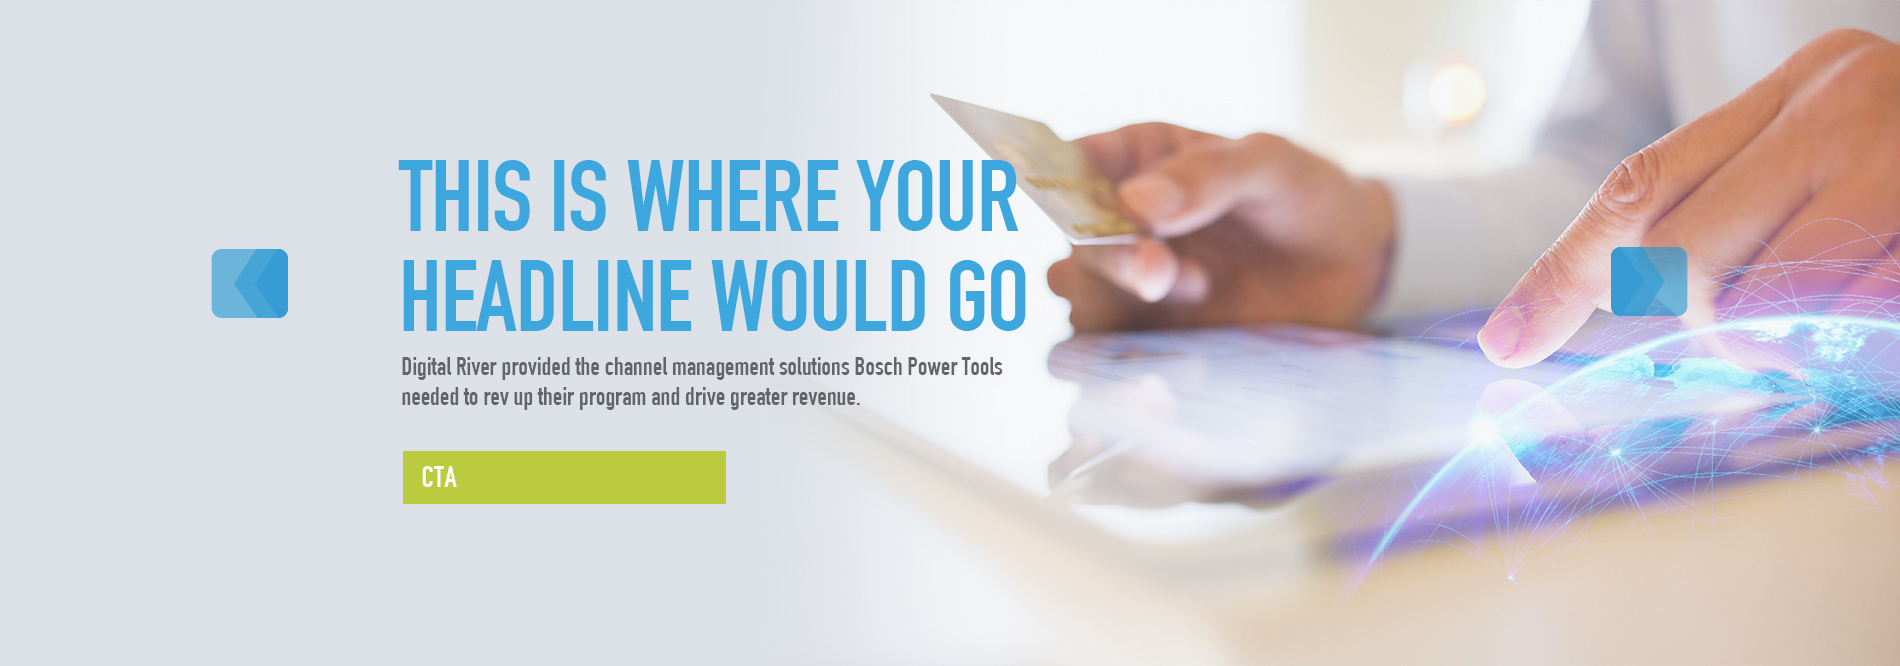 THIS IS WHERE YOUR
HEADLINE WOULD GO
Digital River provided the channel management solutions Bosch Power Tools
needed to rev up their program and drive greater revenue.
CTA